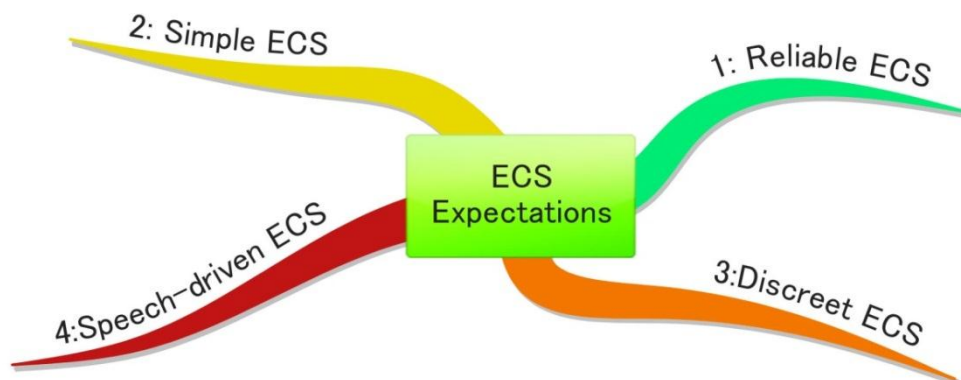 2: Simple ECS
1: Reliable ECS
ECS
Expectations
4:Speech-driven ECS
3:Discreet ECS